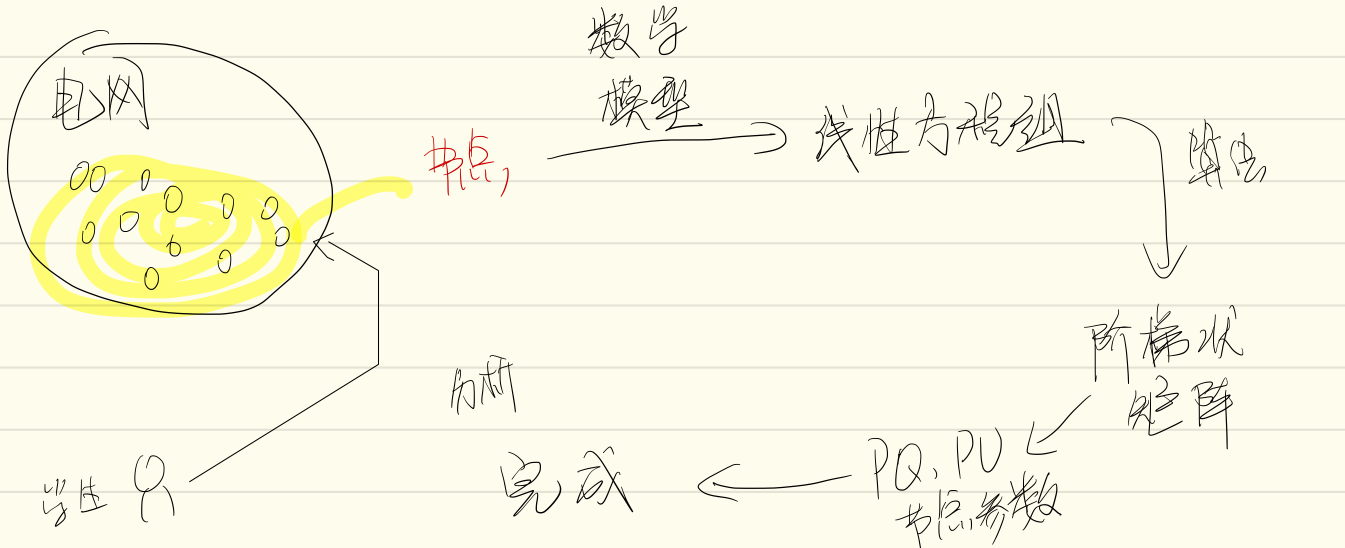 电网
节点,
数学
模型
线性方程组
算法
阶梯状
矩阵
PQ、PU
节点参数
完成
分析
学生